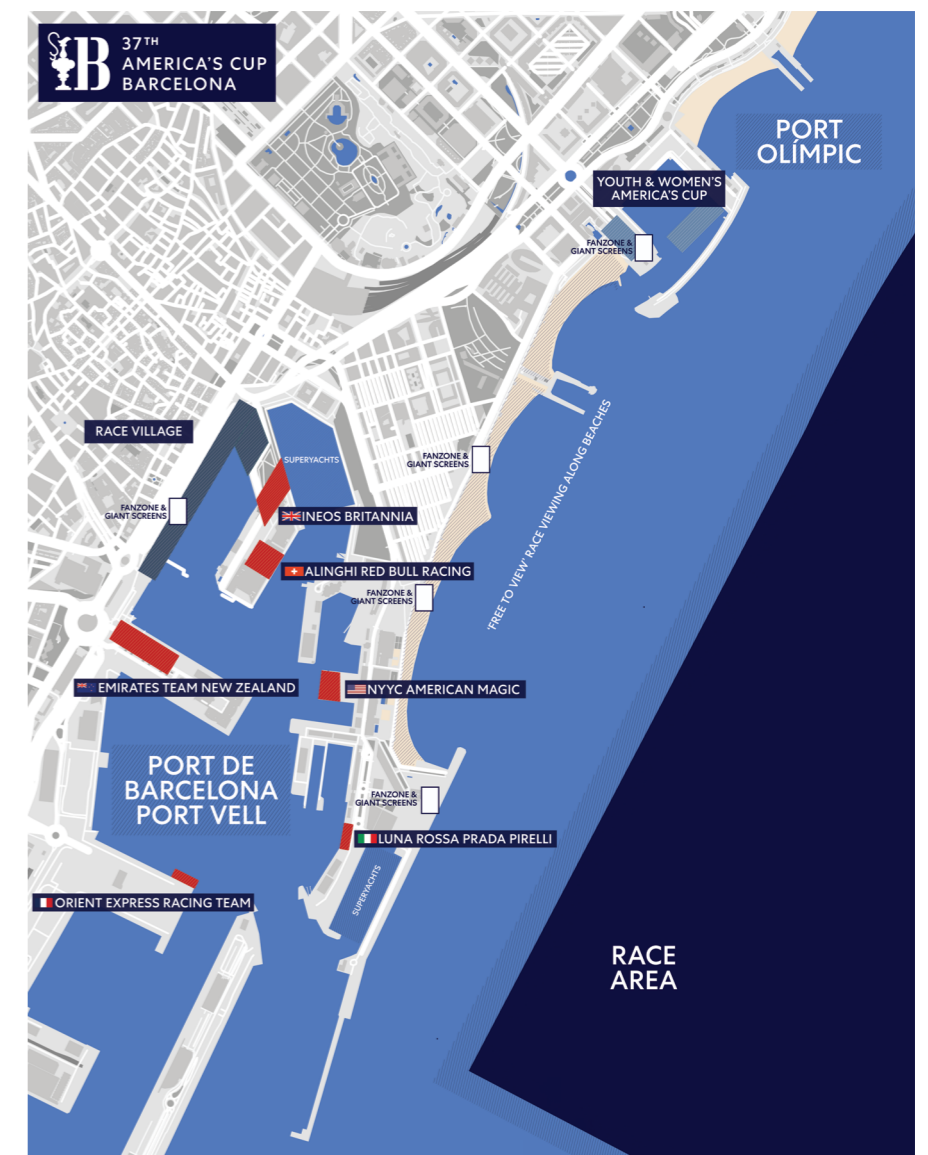 37TH
AMERICA'S CUP
BARCELONA
PORT
OLÍMPIC
YOUTH & WOMEN'S
AMERICA'S CUP
FANZONE &
GIANT SCREENS
RACE VILLAGE
SUPERYACHTS
FANZONE &
GIANT SCREENS
FANZONE &
GIANT SCREENS
INEOS BRITANNIA
'FREE TO VIEW' RACE VIEWING ALONG BEACHES
ALINGHI RED BULL RACING
FANZONE &
GIANT SCREENS
EMIRATES TEAM NEW ZEALAND
NYYC AMERICAN MAGIC
PORT DE
BARCELONA
PORT VELL
FANZONE &
GIANT SCREENS
LUNA ROSSA PRADA PIRELLI
SUPERYACHTS
ORIENT EXPRESS RACING TEAM
RACE
AREA